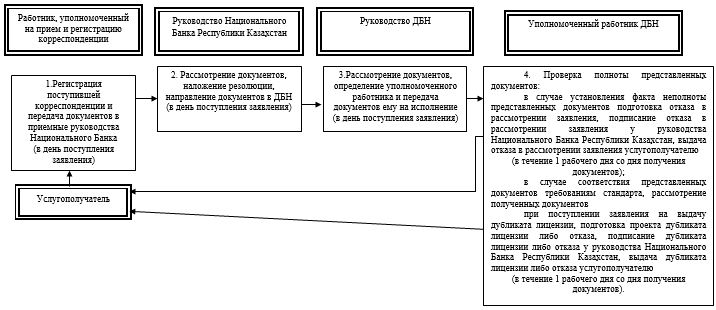 Работник, уполномоченный
на прием и регистрацию
корреспонденции
Руководство Национального
Банка Республики Казахстан
Руководство ДБН
Уполномоченный работник ДБН
1.Регистрация
поступившей
корреспонденции и
передача документов в
приемные руководства
Национального Банка
(в день поступления
заявления)
2. Рассмотрение документов,
наложение резолюции,
направление документов в ДБН
(в день поступления заявления)
3.Рассмотрение документов,
определение уполномоченного
работника и передача
документов ему на исполнение
(в день поступления заявления)
4. Проверка полноты представленных
документов:
в случае установления факта неполноты
представленных документов подготовка отказа в
рассмотрении заявления, подписание отказа в
рассмотрении заявления у руководства
Национального Банка Республики Казахстан, выдача
отказа в рассмотрении заявления услугополучателю
(в течение 1 рабочего дня со дня получения
документов);
в случае соответствия представленных
документов требованиям стандарта, рассмотрение
полученных документов
при поступлении заявления на выдачу
дубликата лицензии, подготовка проекта дубликата
лицензии либо отказа, подписание дубликата
лицензии либо отказа у руководства Национального
Банка Республики Казахстан, выдача дубликата
лицензии либо отказа услугополучателю
(в течение 1 рабочего дня со дня получения
документов).
Услугополучатель